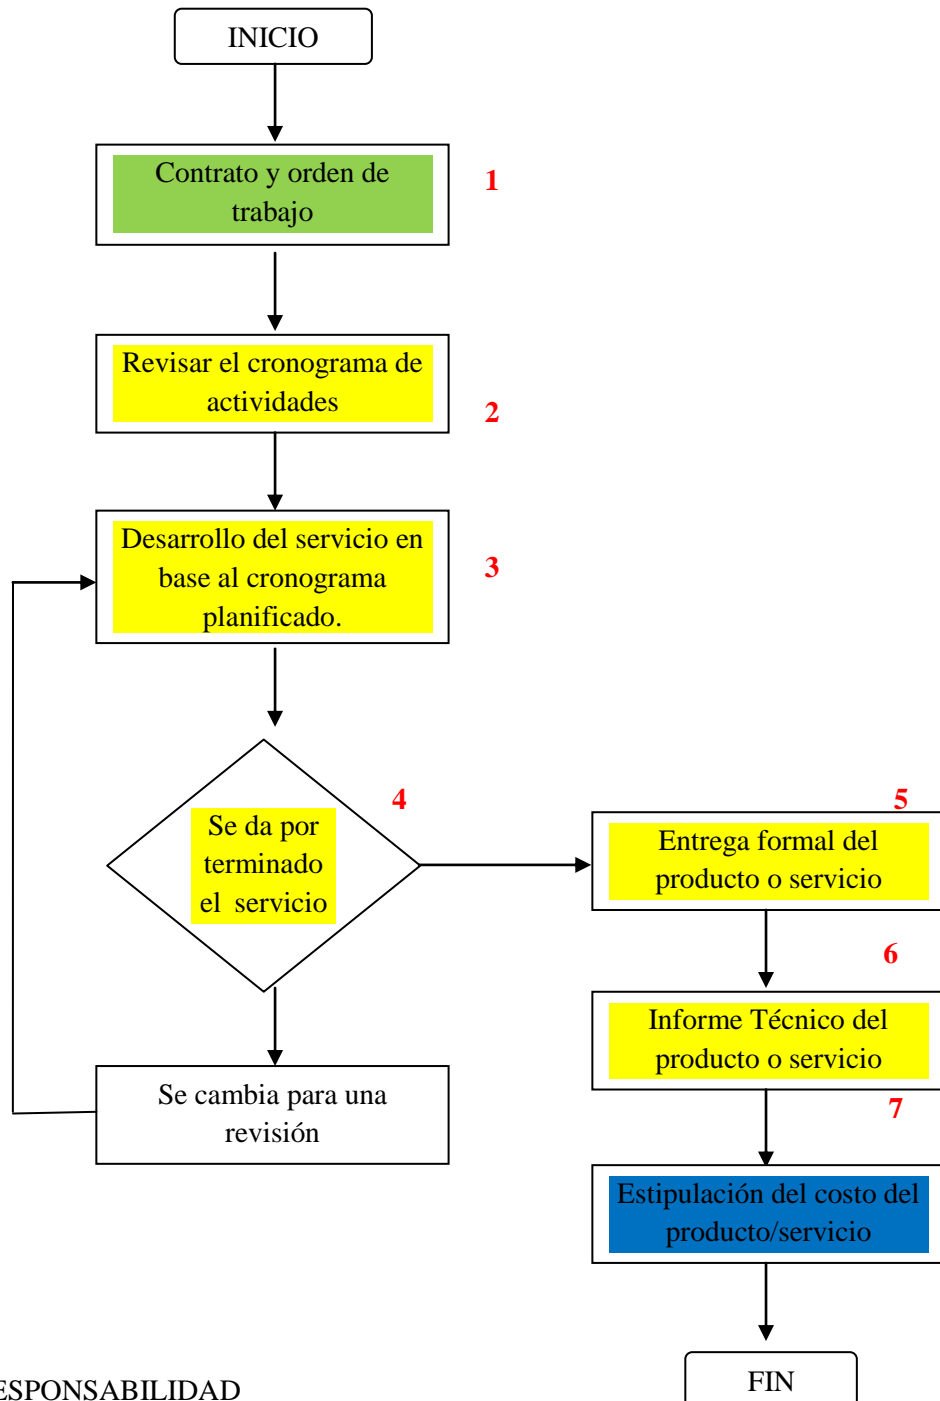 INICIO
Contrato y orden de
trabajo
1
Revisar el cronograma de
actividades
2
Desarrollo del servicio en
base al cronograma
planificado.
3
Se da por
terminado
el servicio
4
Se cambia para una
revisión
5
Entrega formal del
producto o servicio
6
Informe Técnico del
producto o servicio
7
Estipulación del costo del
producto/servicio
FIN
ESPONSABILIDAD